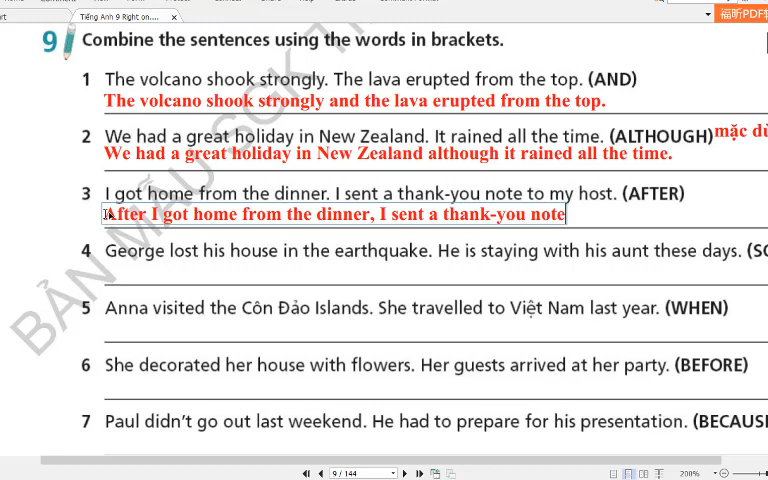 Tiếng Anh 9 Right on....
9 Combine the sentences using the words in brackets.
1 The volcano shook strongly. The lava erupted from the top. (AND)
The volcano shook strongly and the lava erupted from the top.
2 We had a great holiday in New Zealand. It rained all the time. (ALTHOUGH) mặc dù
We had a great holiday in New Zealand although it rained all the time.
3 I got home from the dinner. I sent a thank-you note to my host. (AFTER)
After I got home from the dinner, I sent a thank-you note
4 George lost his house in the earthquake. He is staying with his aunt these days. (SO
5 Anna visited the Côn Đảo Islands. She travelled to Việt Nam last year. (WHEN)
6 She decorated her house with flowers. Her guests arrived at her party. (BEFORE)
7 Paul didn't go out last weekend. He had to prepare for his presentation. (BECAUSE
BẢN MẪU SGK TI
9 / 144
200%